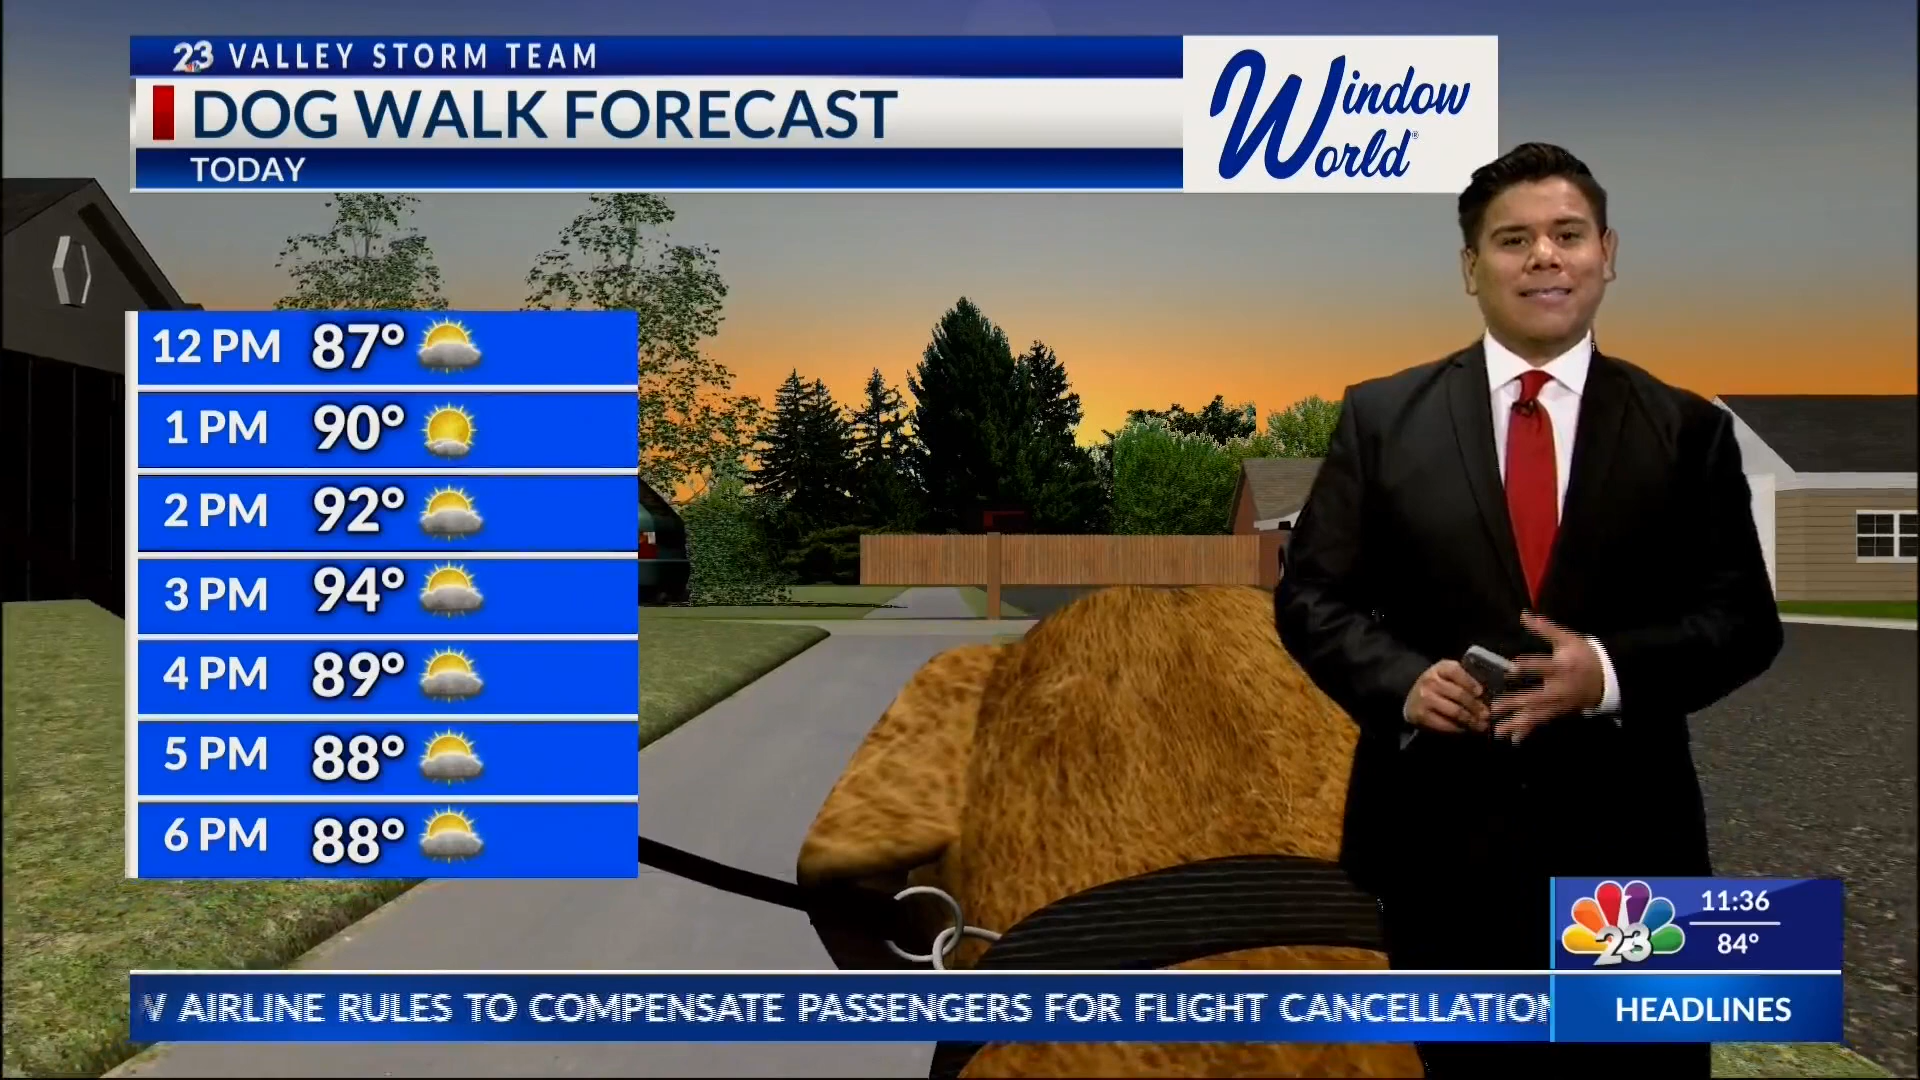 23 VALLEY STORM TEAM
DOG WALK FORECAST
TODAY
Window
World®
12 PM 87°
1 PM 90°
2 PM 92°
3 PM 94°
4 PM 89°
5 PM 88°
6 PM 88°
11:36
23
84°
AIRLINE RULES TO COMPENSATE PASSENGERS FOR FLIGHT CANCELLATION
HEADLINES